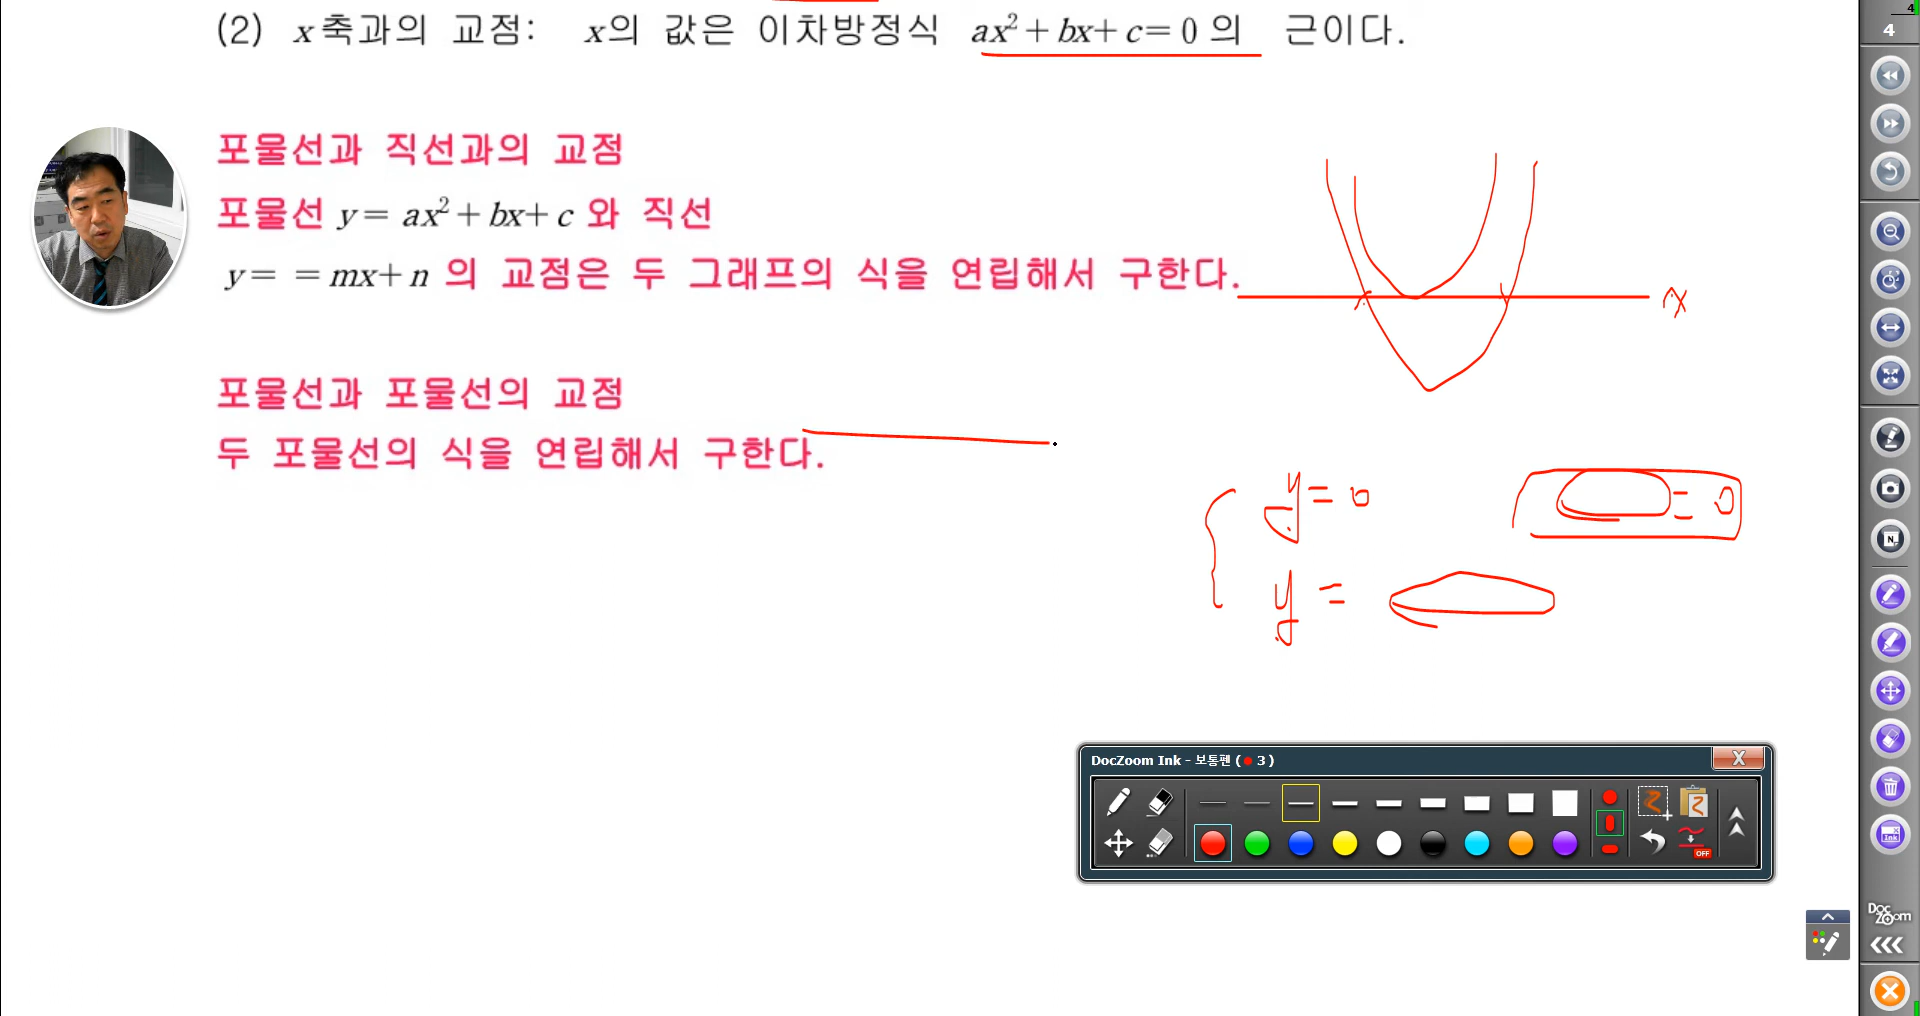 4
4
(2) x축과의 교점: x의 값은 이차방정식 ax²+bx+c=0 의 근이다.
포물선과 직선과의 교점
포물선 y= ax²+bx+c 와 직선
y= =mx+n 의 교점은 두 그래프의 식을 연립해서 구한다.
x
포물선과 포물선의 교점
두 포물선의 식을 연립해서 구한다.
y=0
=0
y=
DocZoom Ink - 보통펜 ( 3 )
X
OFF
N
Ink
Doc
Zoom